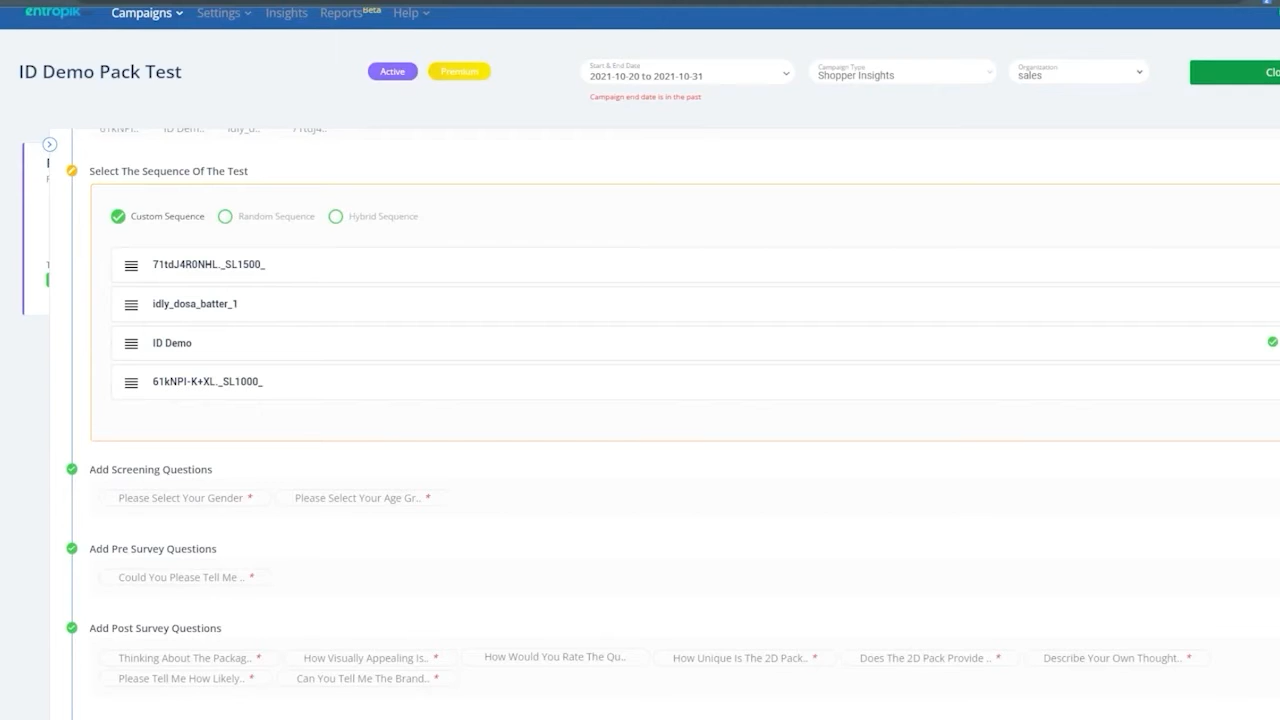 entropik
Campaigns Settings Insights Reports Beta Help
ID Demo Pack Test
Active
Premium
Start & End Date
2021-10-20 to 2021-10-31
Campaign end date is in the past
Campaign Type
Shopper Insights
Organization
sales
Clo
61kNPI.. ID Dem.. idly_d.. 71tdJ4..
Select The Sequence Of The Test
Custom Sequence Random Sequence Hybrid Sequence
71tdJ4R0NHL._SL1500_
idly_dosa_batter_1
ID Demo
61kNPI-K+XL._SL1000_
Add Screening Questions
Please Select Your Gender * Please Select Your Age Gr.. *
Add Pre Survey Questions
Could You Please Tell Me .. *
Add Post Survey Questions
Thinking About The Packag.. * How Visually Appealing Is.. * How Would You Rate The Qu.. How Unique Is The 2D Pack.. * Does The 2D Pack Provide .. * Describe Your Own Thought.. *
Please Tell Me How Likely.. * Can You Tell Me The Brand.. *